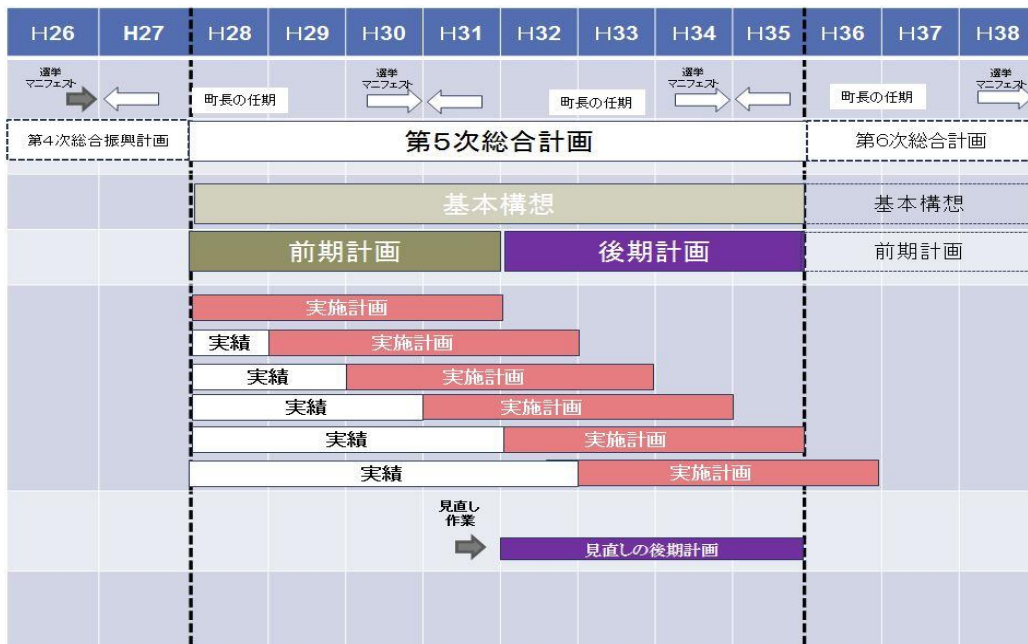 H26 H27 H28 H29 H30 H31 H32 H33 H34 H35 H36 H37 H38
選挙
マニフェスト
町長の任期
選挙
マニフェスト
町長の任期
選挙
マニフェスト
町長の任期
選挙
マニフェスト
第4次総合振興計画 第5次総合計画 第6次総合計画
基本構想 基本構想
前期計画 後期計画 前期計画
実施計画
実績 実施計画
実績 実施計画
実績 実施計画
実績 実施計画
実績 実施計画
見直し
作業
見直しの後期計画